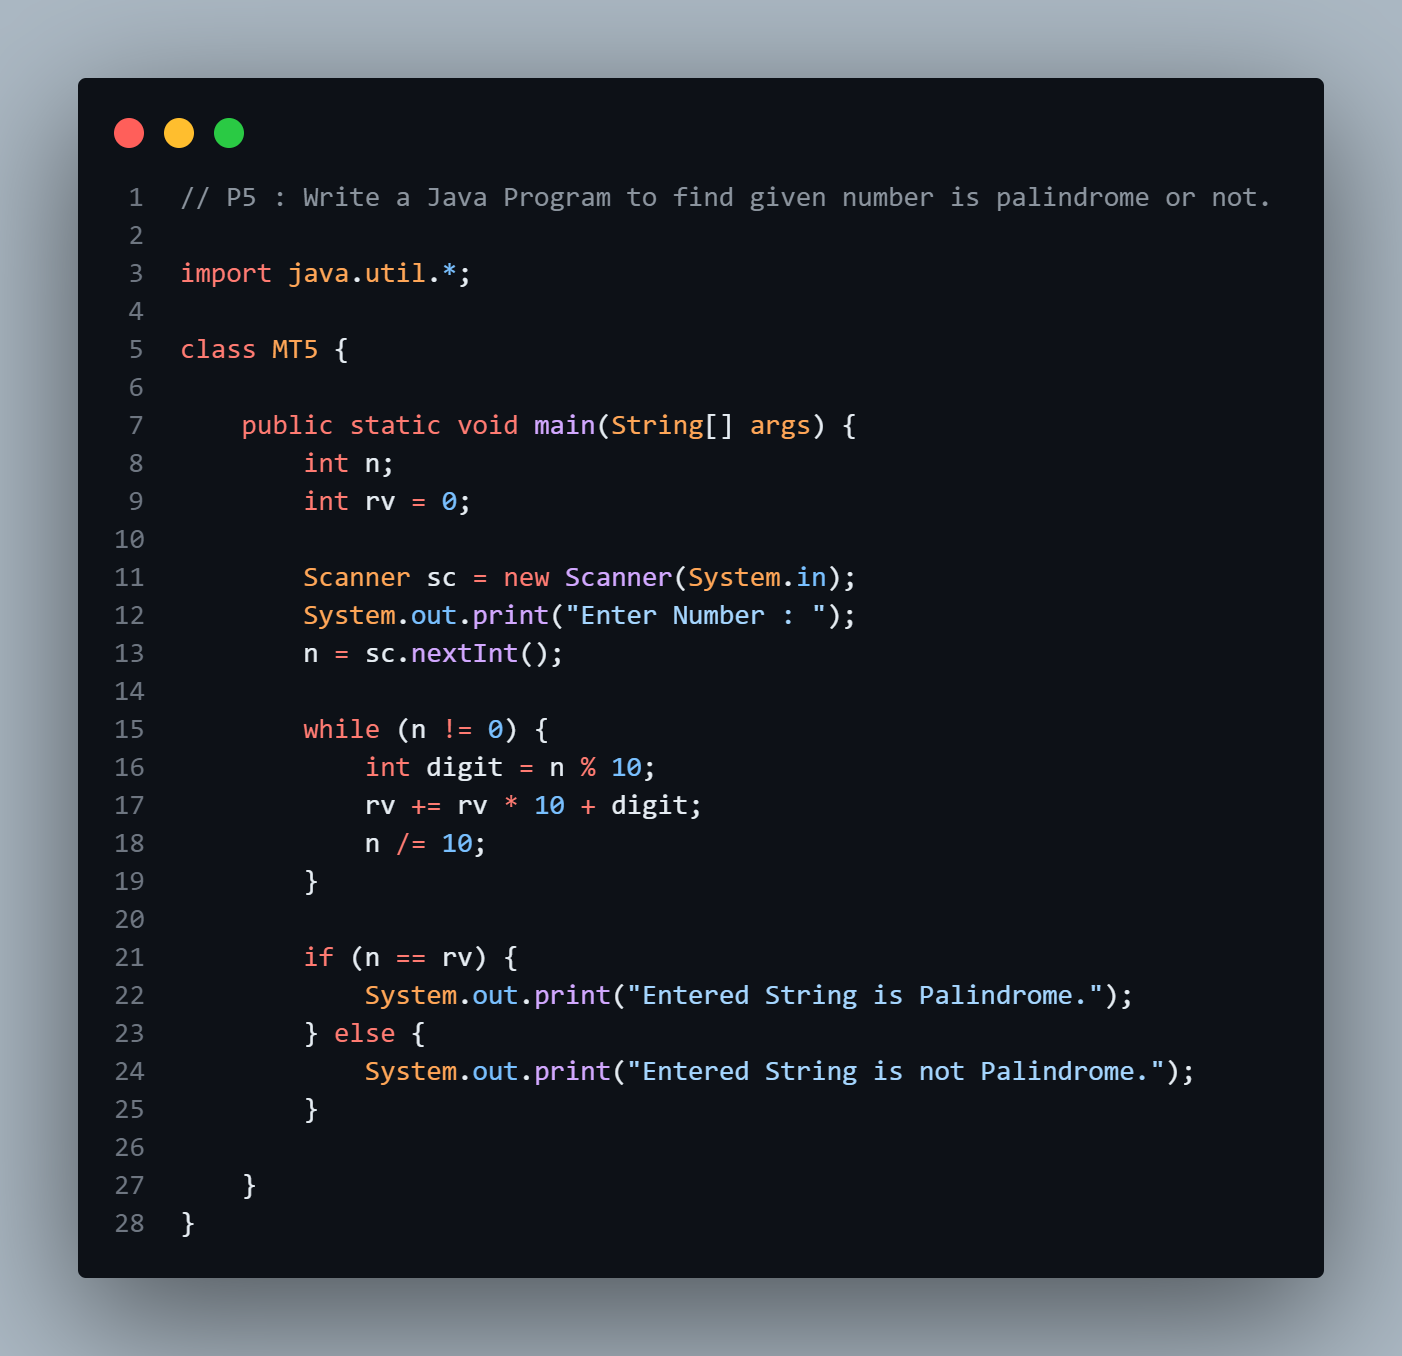 1 // P5 : Write a Java Program to find given number is palindrome or not.
2
3 import java.util.*;
4
5 class MT5 {
6
7     public static void main(String[] args) {
8         int n;
9         int rv = 0;
10
11         Scanner sc = new Scanner(System.in);
12         System.out.print("Enter Number : ");
13         n = sc.nextInt();
14
15         while (n != 0) {
16             int digit = n % 10;
17             rv += rv * 10 + digit;
18             n /= 10;
19         }
20
21         if (n == rv) {
22             System.out.print("Entered String is Palindrome.");
23         } else {
24             System.out.print("Entered String is not Palindrome.");
25         }
26
27     }
28 }